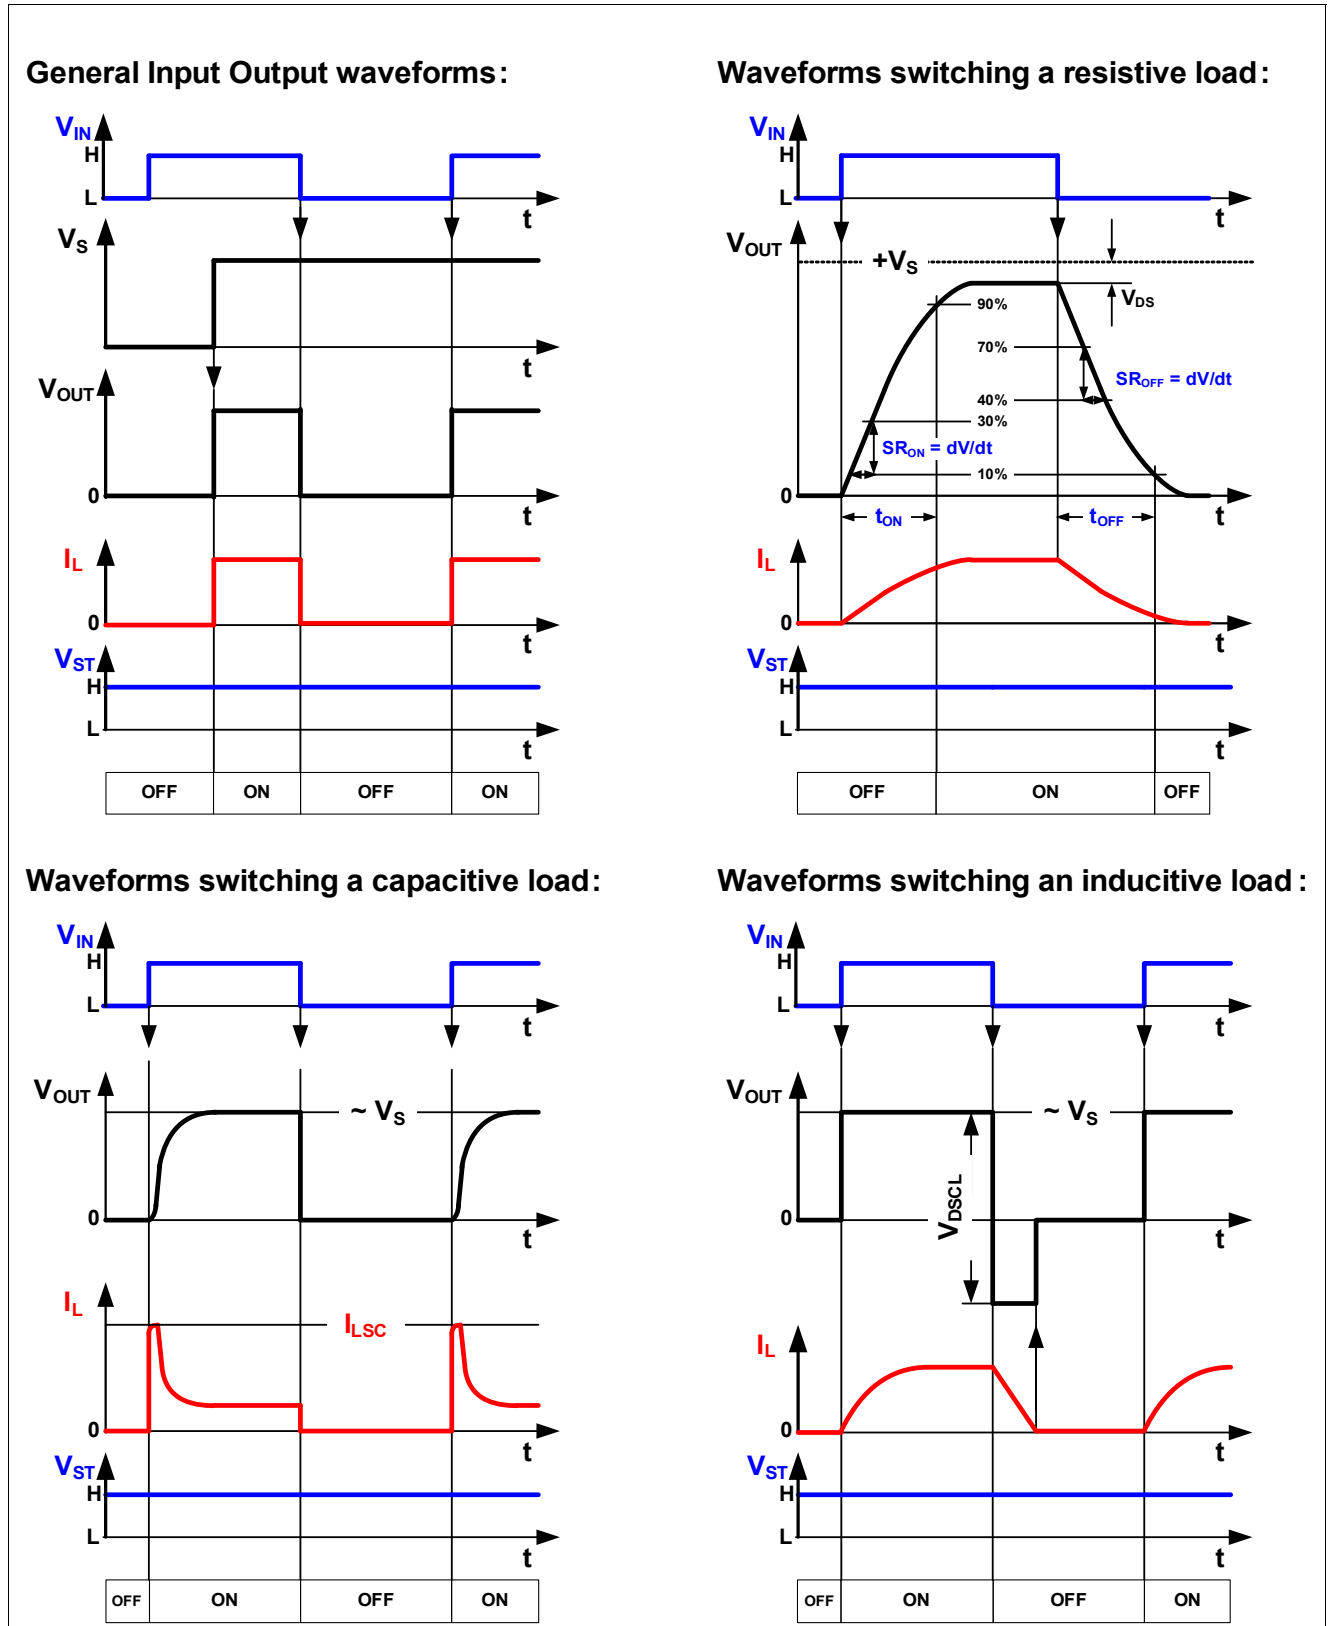 General Input Output waveforms:
VIN
H
L
t
VS
t
VOUT
0
t
IL
0
t
VST
H
L
t
OFF ON OFF ON
Waveforms switching a resistive load:
VIN
H
L
t
VOUT
+VS
VDS
90%
70%
SROFF = dV/dt
40%
30%
SRON = dV/dt
10%
0
t
tON
tOFF
IL
0
t
VST
H
L
t
OFF ON OFF
Waveforms switching a capacitive load:
VIN
H
L
t
VOUT
~ VS
0
t
IL
ILSC
0
t
VST
H
L
t
OFF ON OFF ON
Waveforms switching an inducitive load :
VIN
H
L
t
VOUT
~ VS
VDSCL
0
t
IL
0
t
VST
H
L
t
OFF ON OFF ON